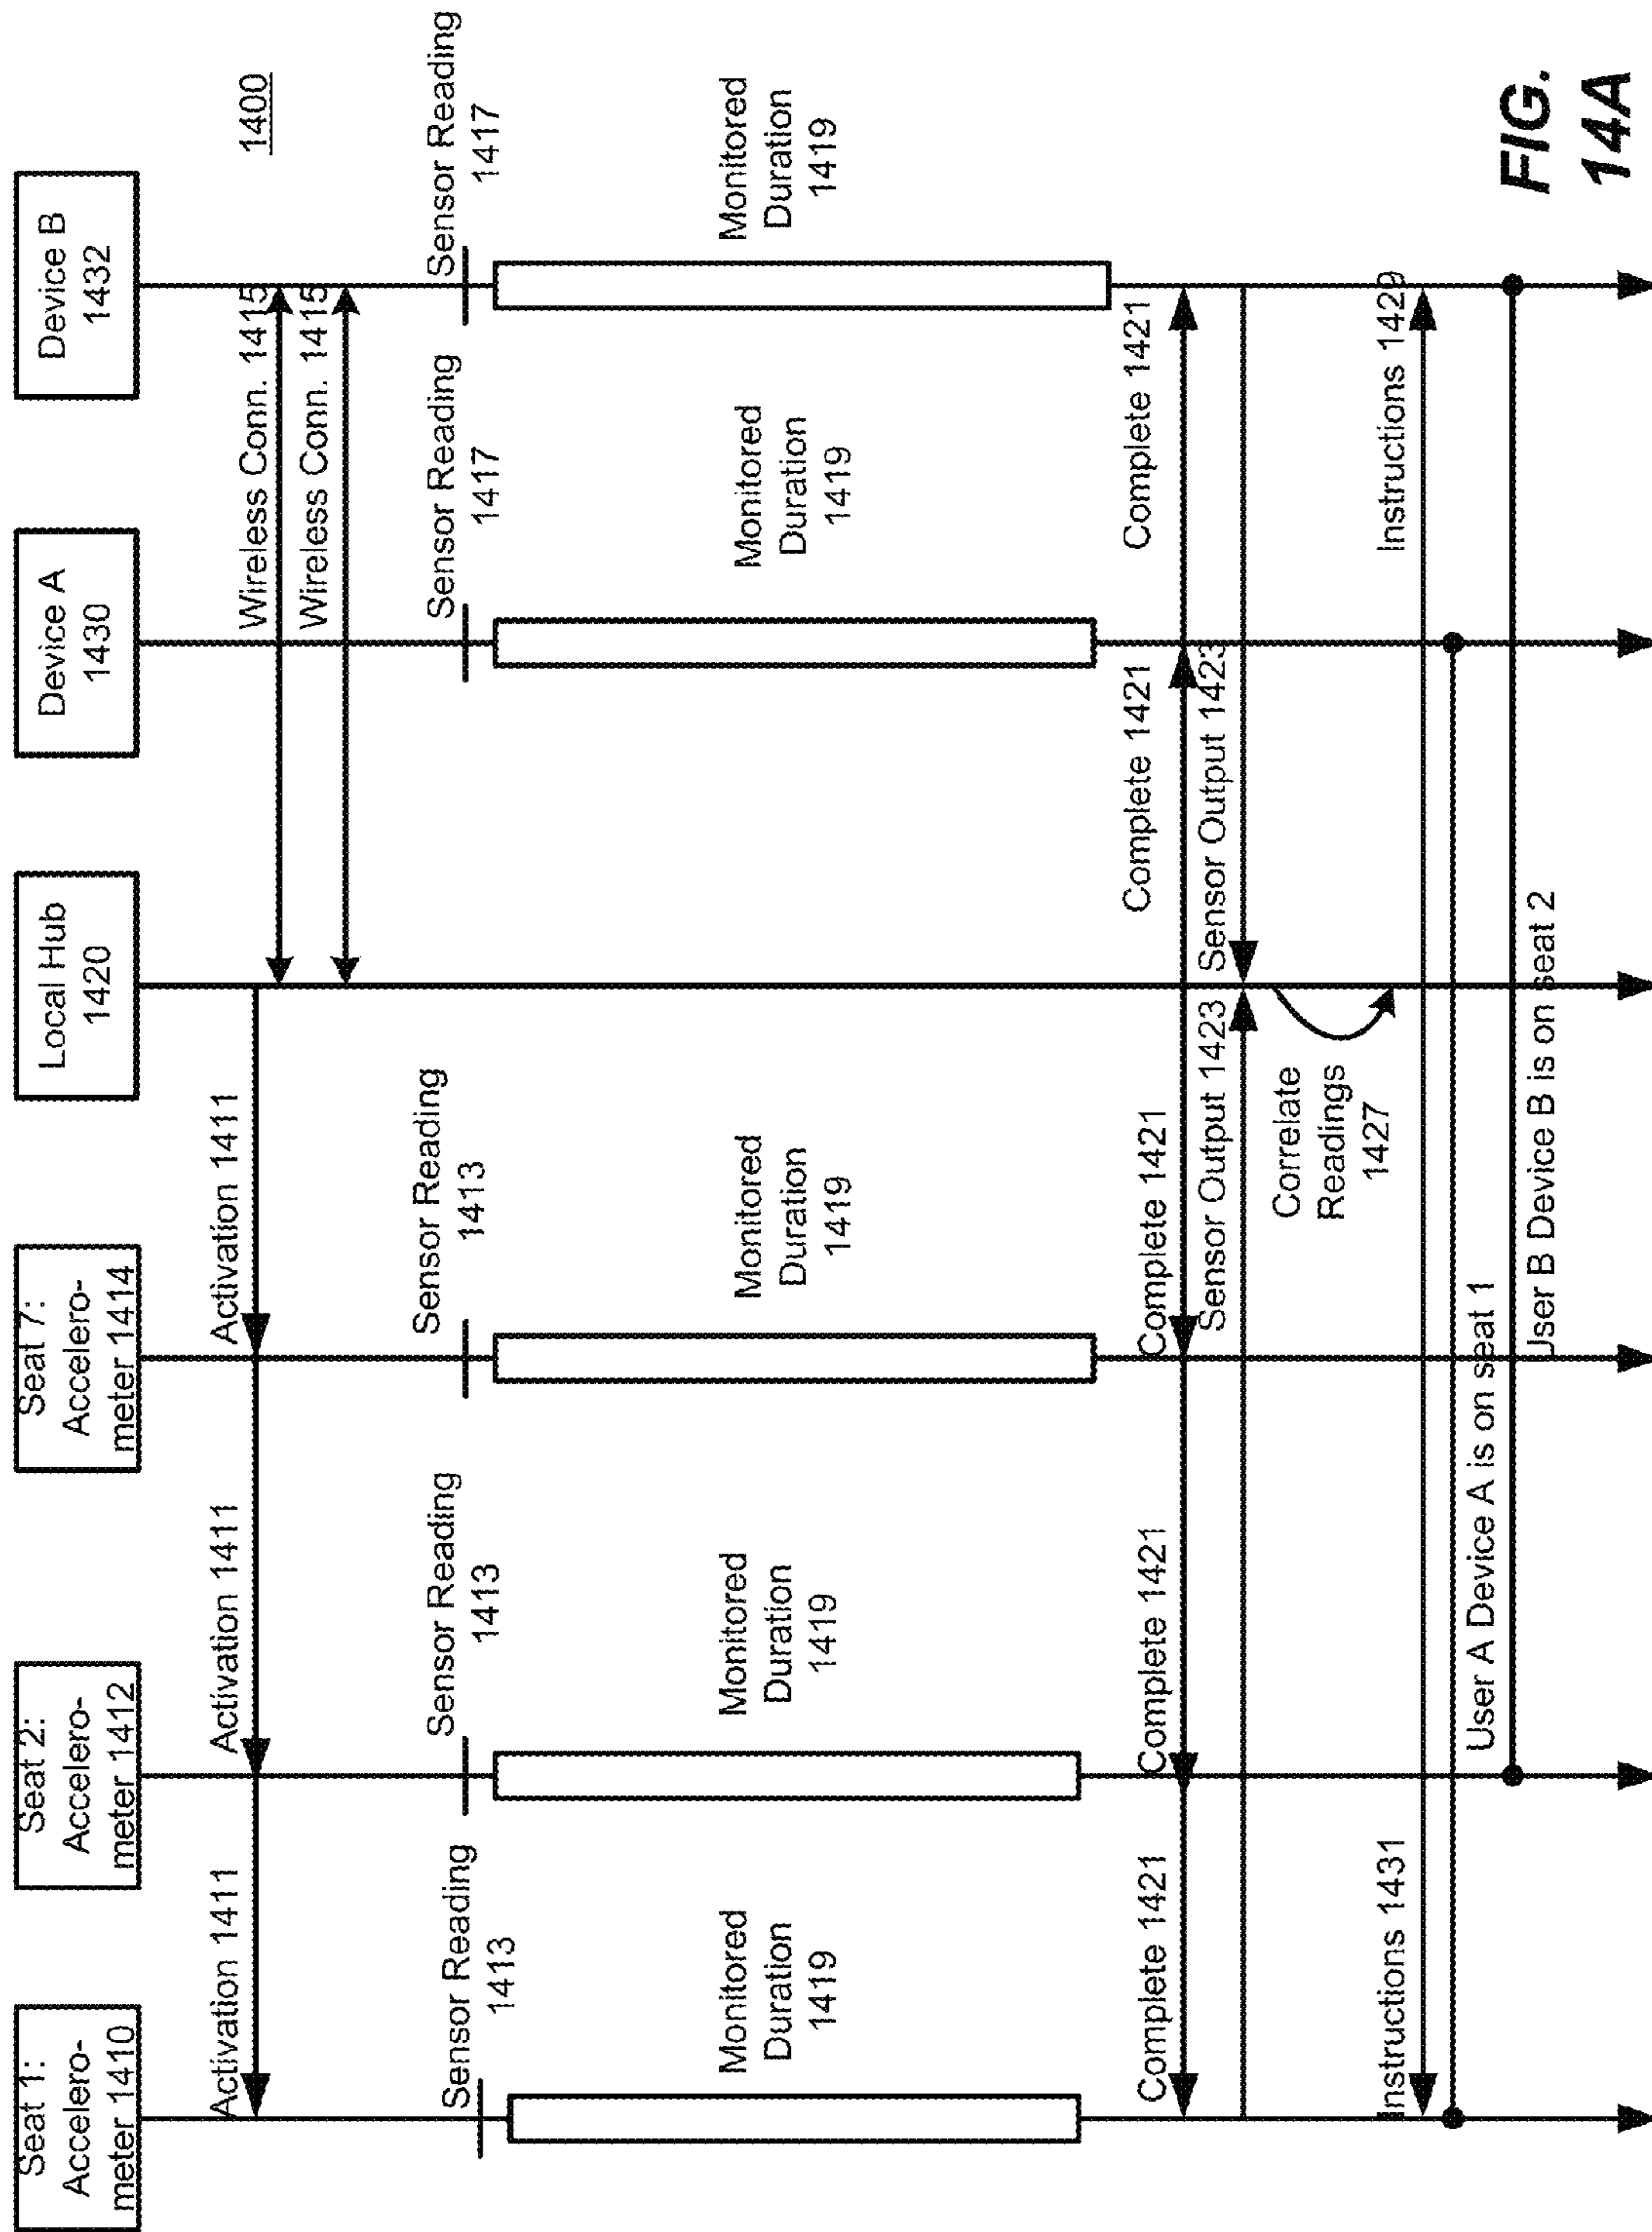 Seat 1:
Accelero-
meter 1410
Seat 2:
Accelero-
meter 1412
Seat 7:
Accelero-
meter 1414
Local Hub
1420
Device A
1430
Device B
1432
1400
Activation 1411
Activation 1411
Activation 1411
Wireless Conn. 1415
Wireless Conn. 1415
Sensor Reading
1413
Sensor Reading
1413
Sensor Reading
1413
Sensor Reading
1417
Sensor Reading
1417
Monitored
Duration
1419
Monitored
Duration
1419
Monitored
Duration
1419
Monitored
Duration
1419
Monitored
Duration
1419
Complete 1421
Complete 1421
Complete 1421
Complete 1421
Complete 1421
Sensor Output 1423
Sensor Output 1423
Correlate
Readings
1427
Instructions 1431
Instructions 1429
User A Device A is on seat 1
User B Device B is on seat 2
FIG.
14A